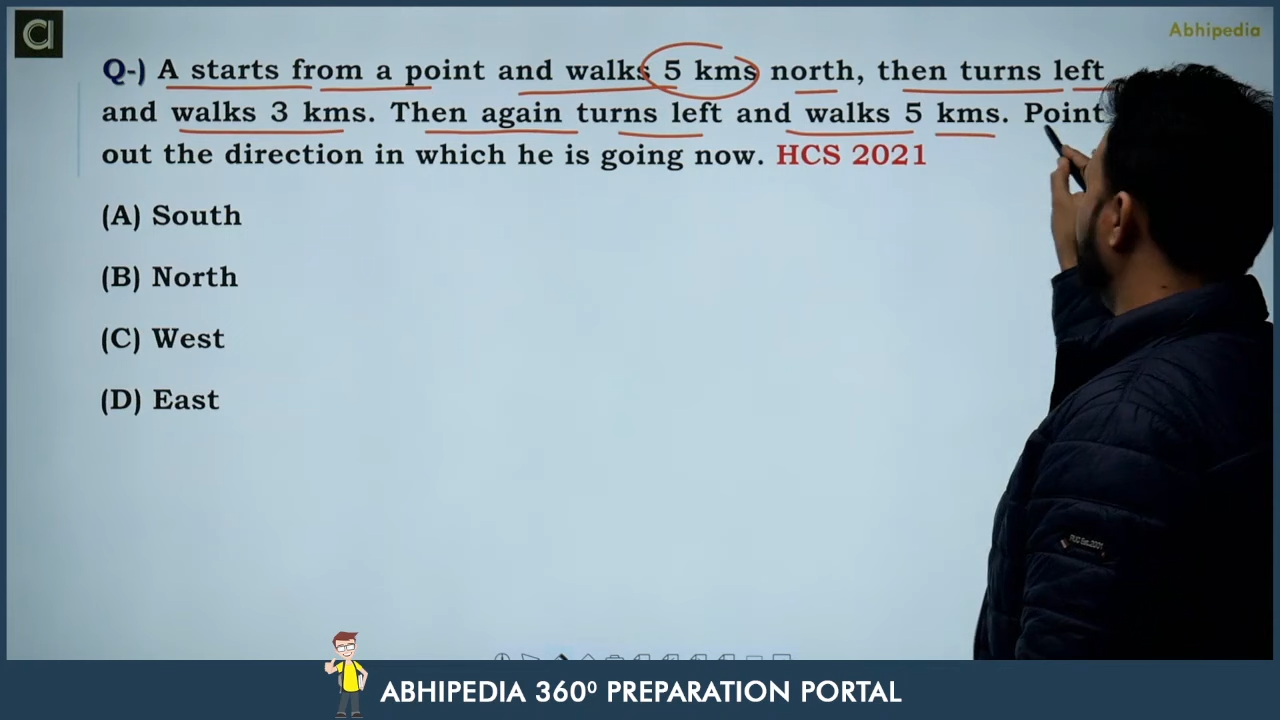 Abhipedia
Q-) A starts from a point and walks 5 kms north, then turns left
and walks 3 kms. Then again turns left and walks 5 kms. Point
out the direction in which he is going now. HCS 2021
(A) South
(B) North
(C) West
(D) East
ABHIPEDIA 360⁰ PREPARATION PORTAL